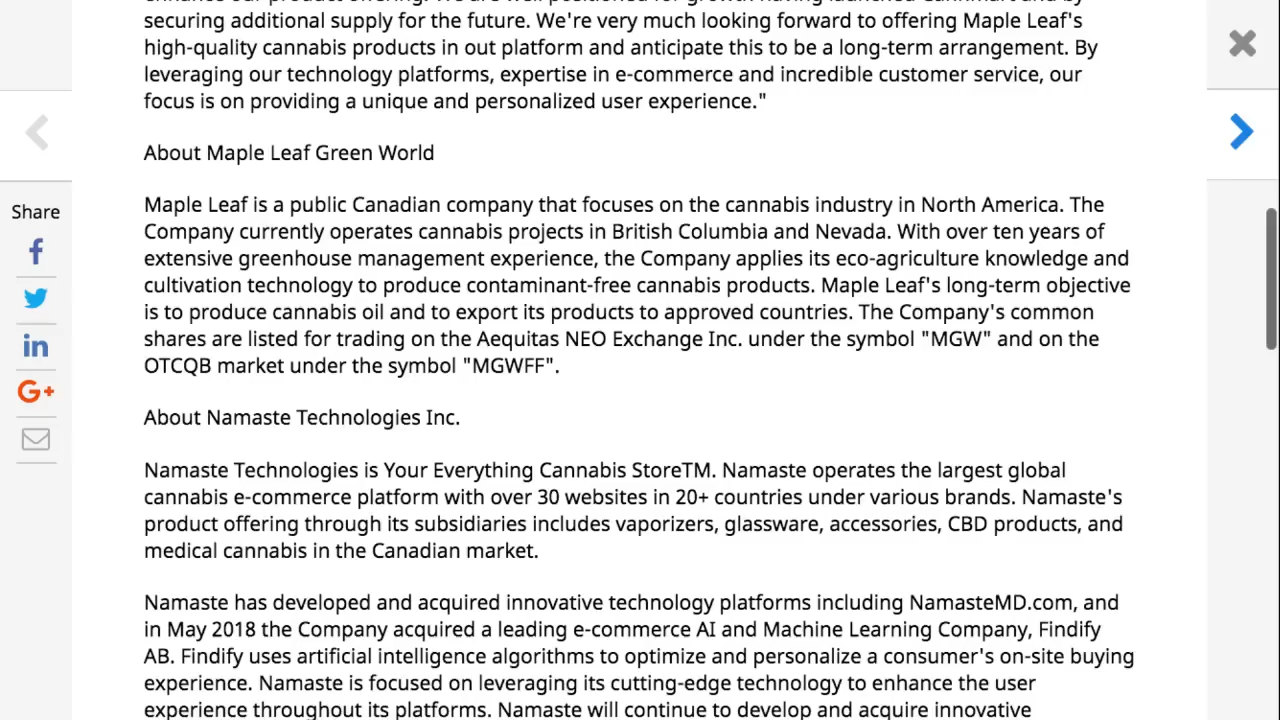 securing additional supply for the future. We're very much looking forward to offering Maple Leaf's
high-quality cannabis products in out platform and anticipate this to be a long-term arrangement. By
leveraging our technology platforms, expertise in e-commerce and incredible customer service, our
focus is on providing a unique and personalized user experience."
About Maple Leaf Green World
Share
Maple Leaf is a public Canadian company that focuses on the cannabis industry in North America. The
Company currently operates cannabis projects in British Columbia and Nevada. With over ten years of
extensive greenhouse management experience, the Company applies its eco-agriculture knowledge and
cultivation technology to produce contaminant-free cannabis products. Maple Leaf's long-term objective
is to produce cannabis oil and to export its products to approved countries. The Company's common
shares are listed for trading on the Aequitas NEO Exchange Inc. under the symbol "MGW" and on the
OTCQB market under the symbol "MGWFF".
About Namaste Technologies Inc.
Namaste Technologies is Your Everything Cannabis StoreTM. Namaste operates the largest global
cannabis e-commerce platform with over 30 websites in 20+ countries under various brands. Namaste's
product offering through its subsidiaries includes vaporizers, glassware, accessories, CBD products, and
medical cannabis in the Canadian market.
Namaste has developed and acquired innovative technology platforms including NamasteMD.com, and
in May 2018 the Company acquired a leading e-commerce AI and Machine Learning Company, Findify
AB. Findify uses artificial intelligence algorithms to optimize and personalize a consumer's on-site buying
experience. Namaste is focused on leveraging its cutting-edge technology to enhance the user
experience throughout its platforms. Namaste will continue to develop and acquire innovative